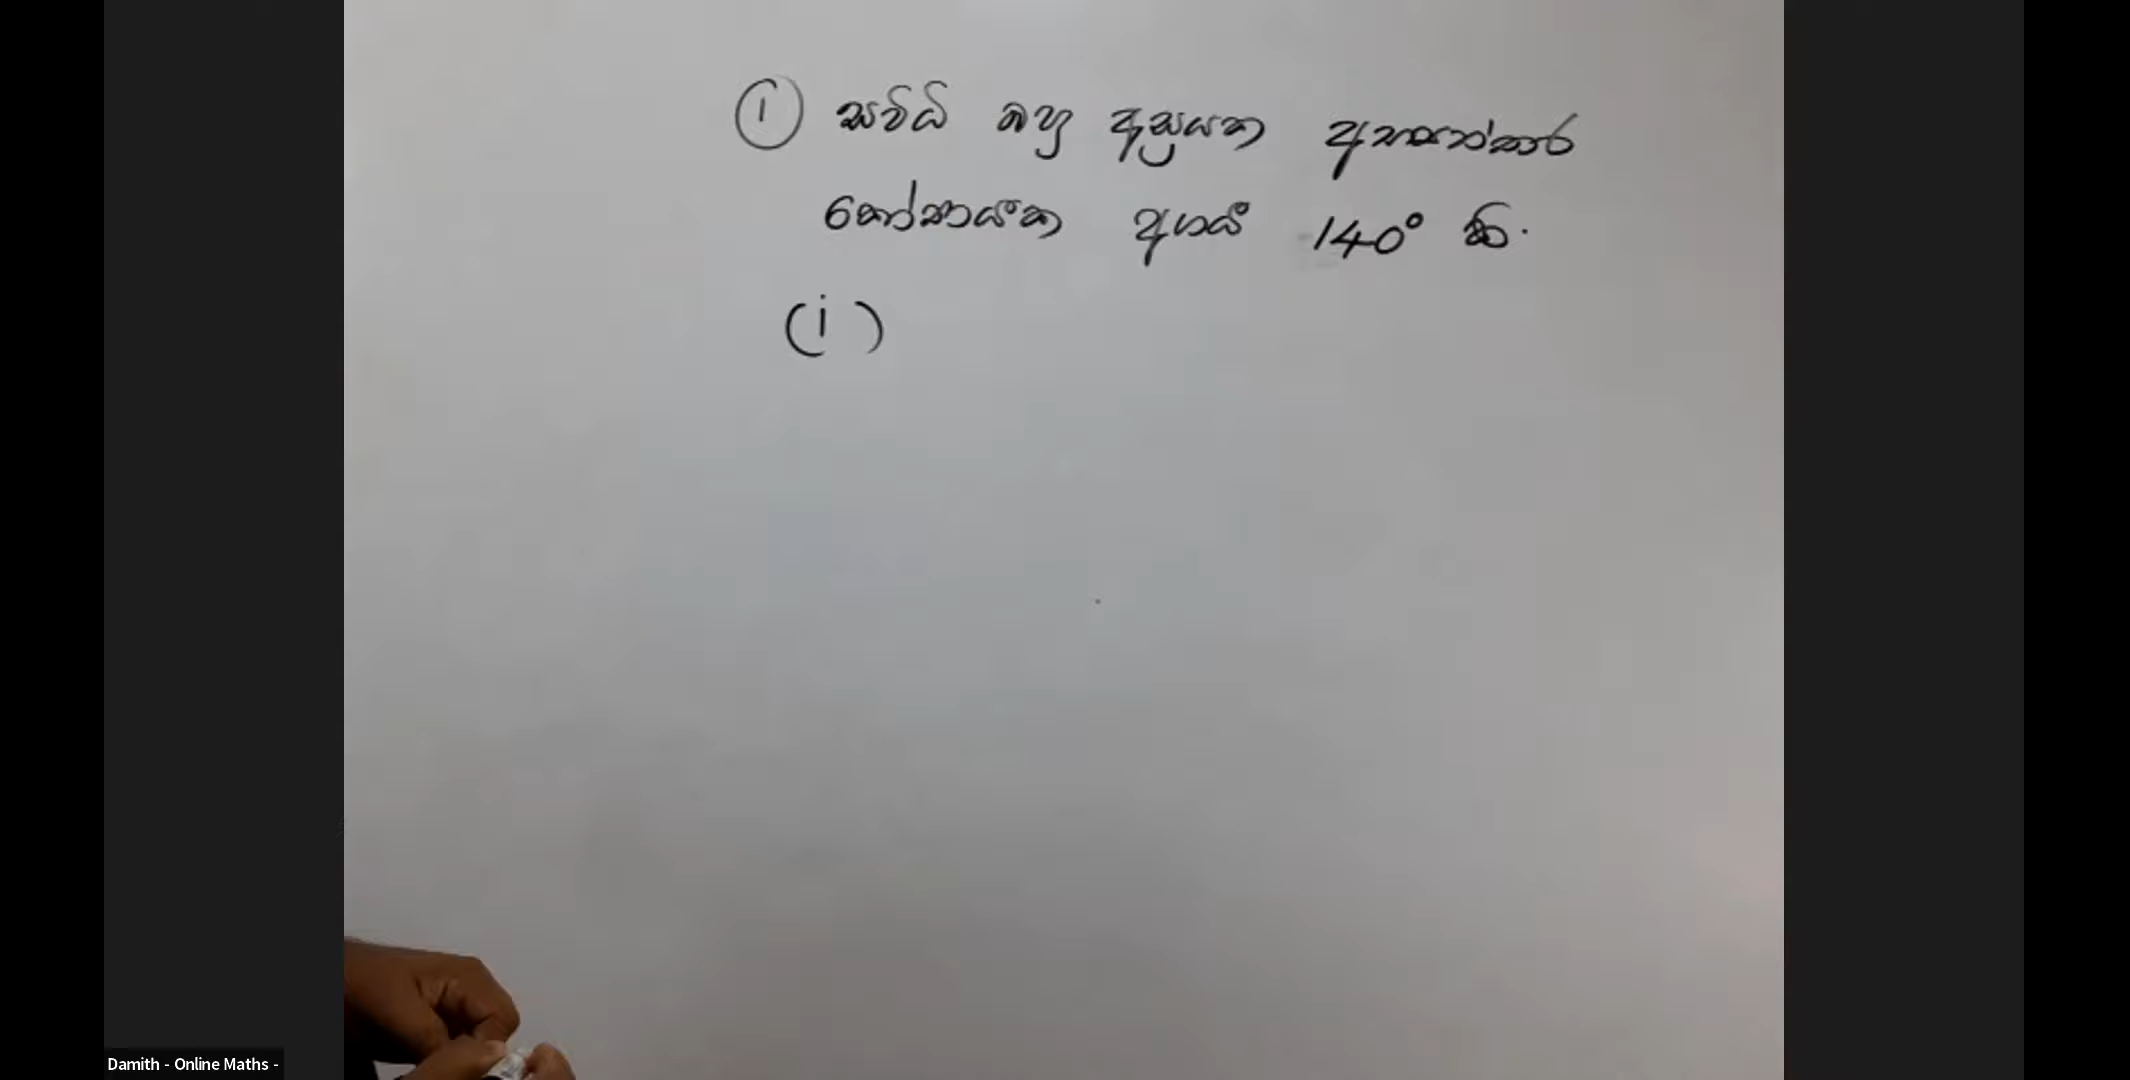 ① සවිධි බහු අස්‍රයක අභ්‍යන්තර
කෝණයක අගය 140° කි.
(i)
Damith - Online Maths -